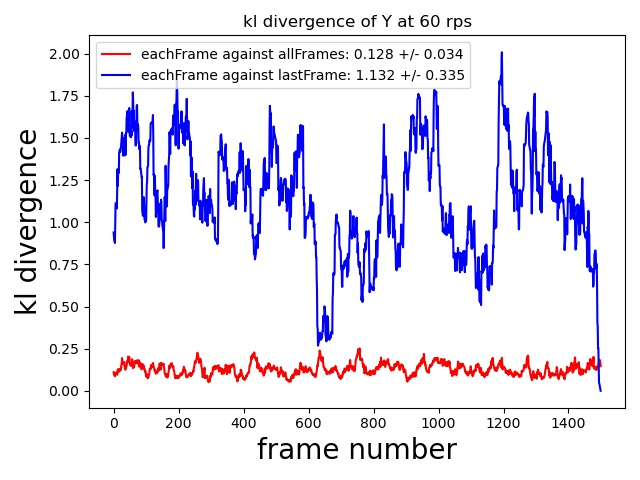 kl divergence of Y at 60 rps
eachFrame against allFrames: 0.128 +/- 0.034
eachFrame against lastFrame: 1.132 +/- 0.335
2.00
1.75
1.50
1.25
1.00
0.75
0.50
0.25
0.00
kl divergence
0 200 400 600 800 1000 1200 1400
frame number